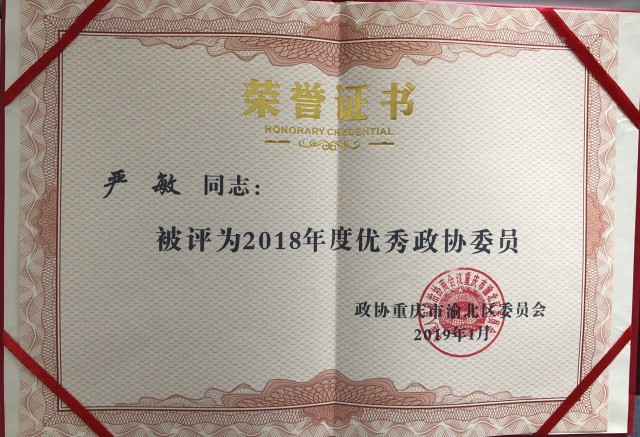 荣誉证书
HONORARY CREDENTIAL
严敏 同志：
被评为2018年度优秀政协委员
政协重庆市渝北区委员会
2019年1月